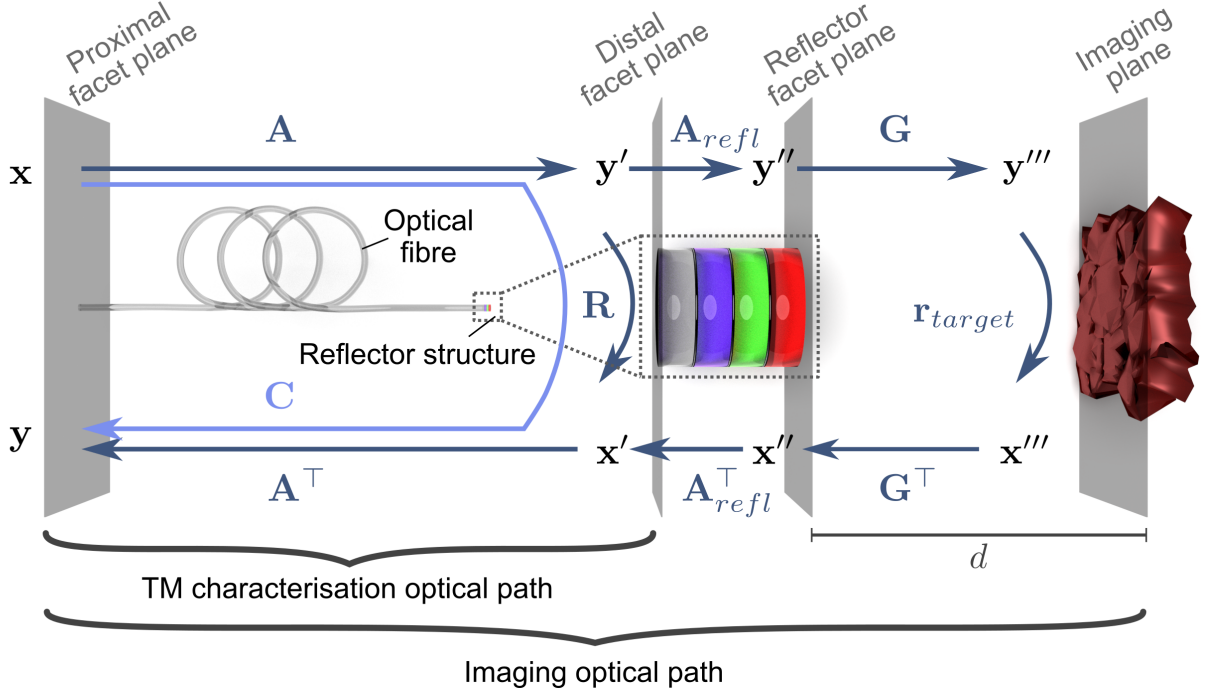 Proximal
facet plane
Distal
facet plane
Reflector
facet plane
Imaging
plane
A
A_refl
G
x
y′
y″
y‴
Optical
fibre
R
r_target
Reflector structure
C
y
x′
x″
x‴
A^⊤
A^⊤_refl
G^⊤
d
TM characterisation optical path
Imaging optical path